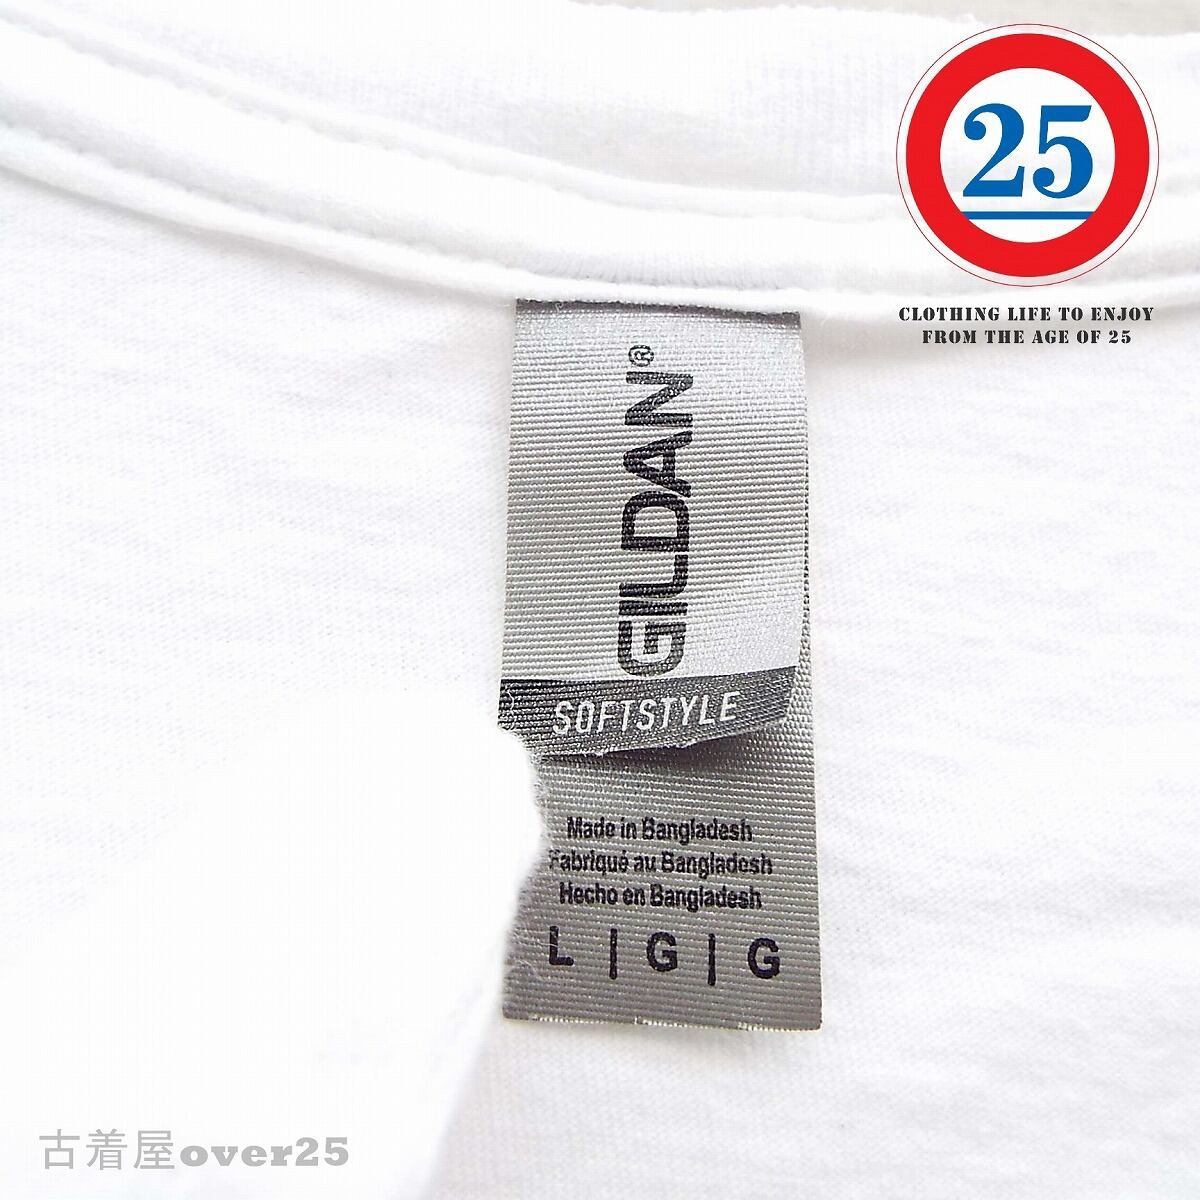 25
CLOTHING LIFE TO ENJOY
FROM THE AGE OF 25
GILDAN®
SOFTSTYLE
Made in Bangladesh
Fabriqué au Bangladesh
Hecho en Bangladesh
L | G | G
古着屋over25